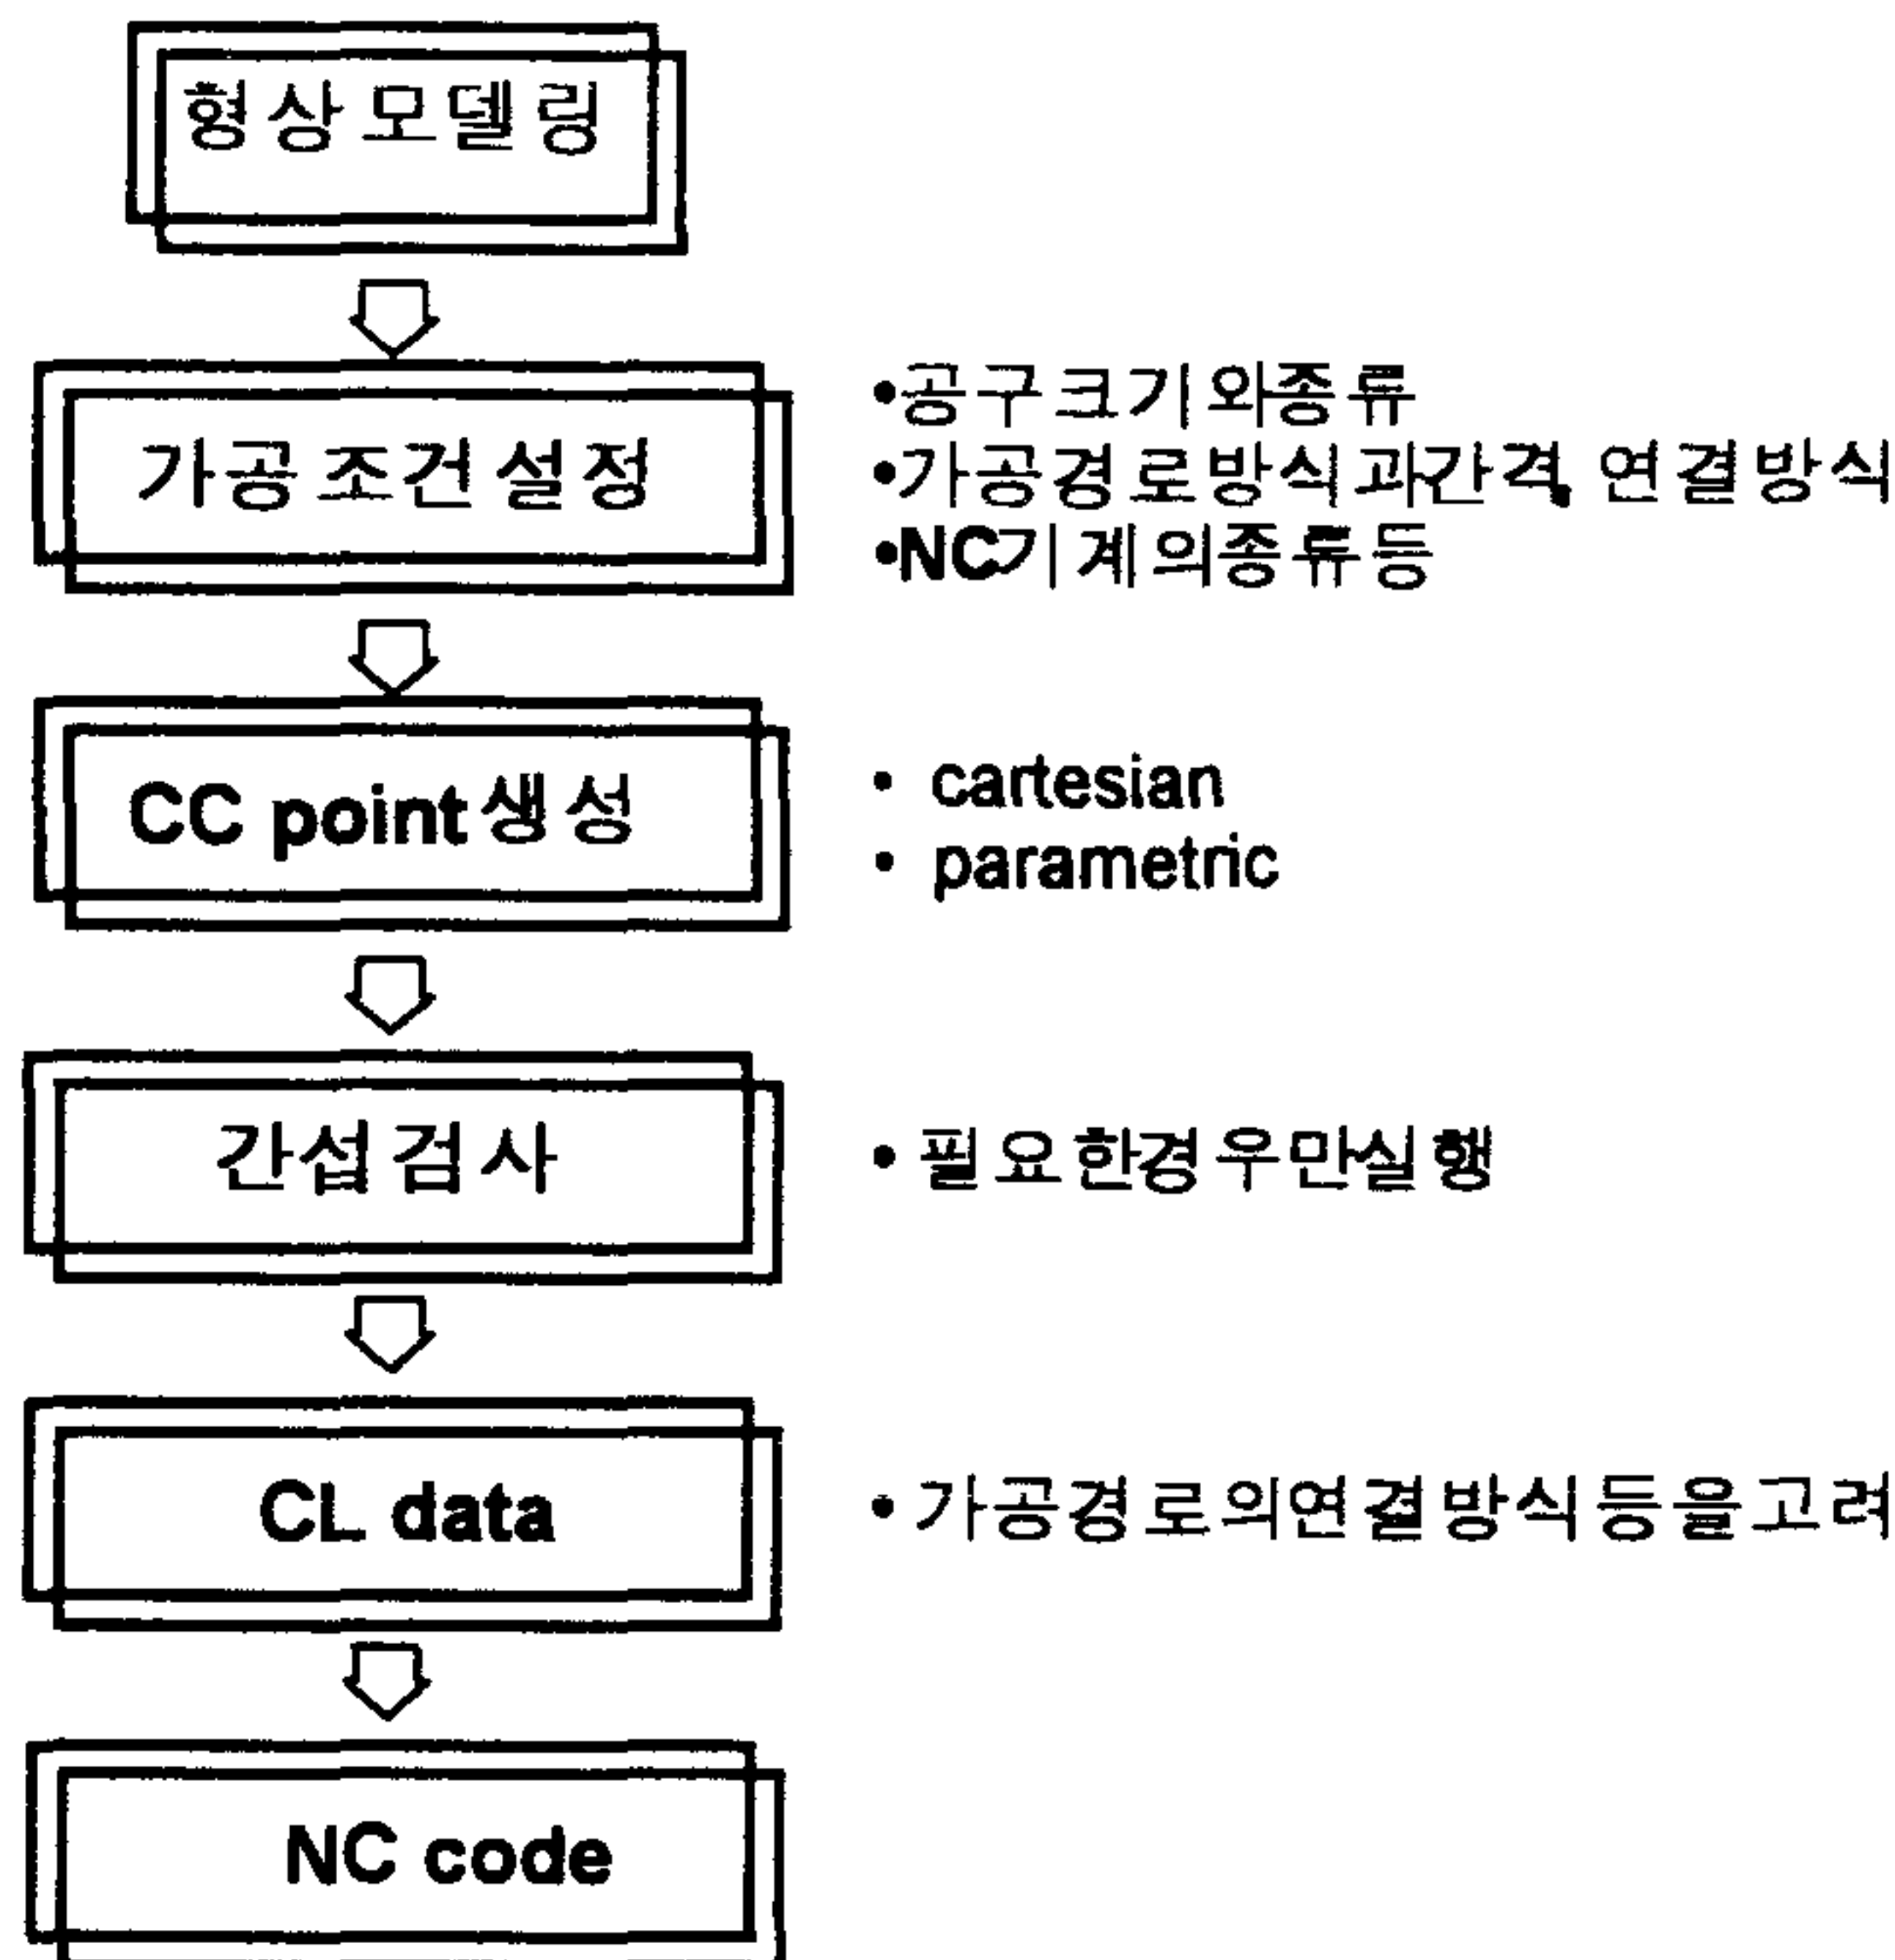 형상모델링
가공조건설정
•공구크기와종류
•가공경로방식과간격, 연결방식
•NC기계의종류등
CC point생성
• cartesian
• parametric
간섭검사
• 필요한경우만실행
CL data
• 가공경로의연결방식등을고려
NC code